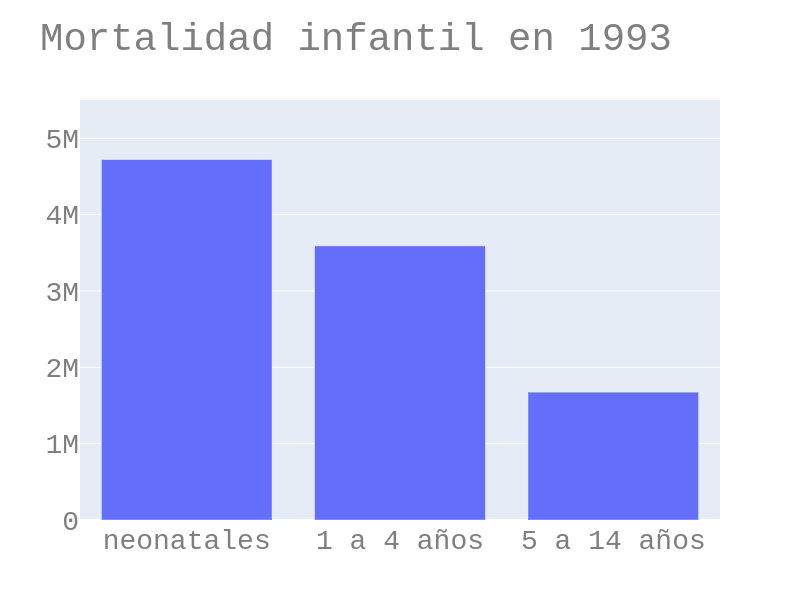 Mortalidad infantil en 1993
5M
4M
3M
2M
1M
0
neonatales 1 a 4 años 5 a 14 años